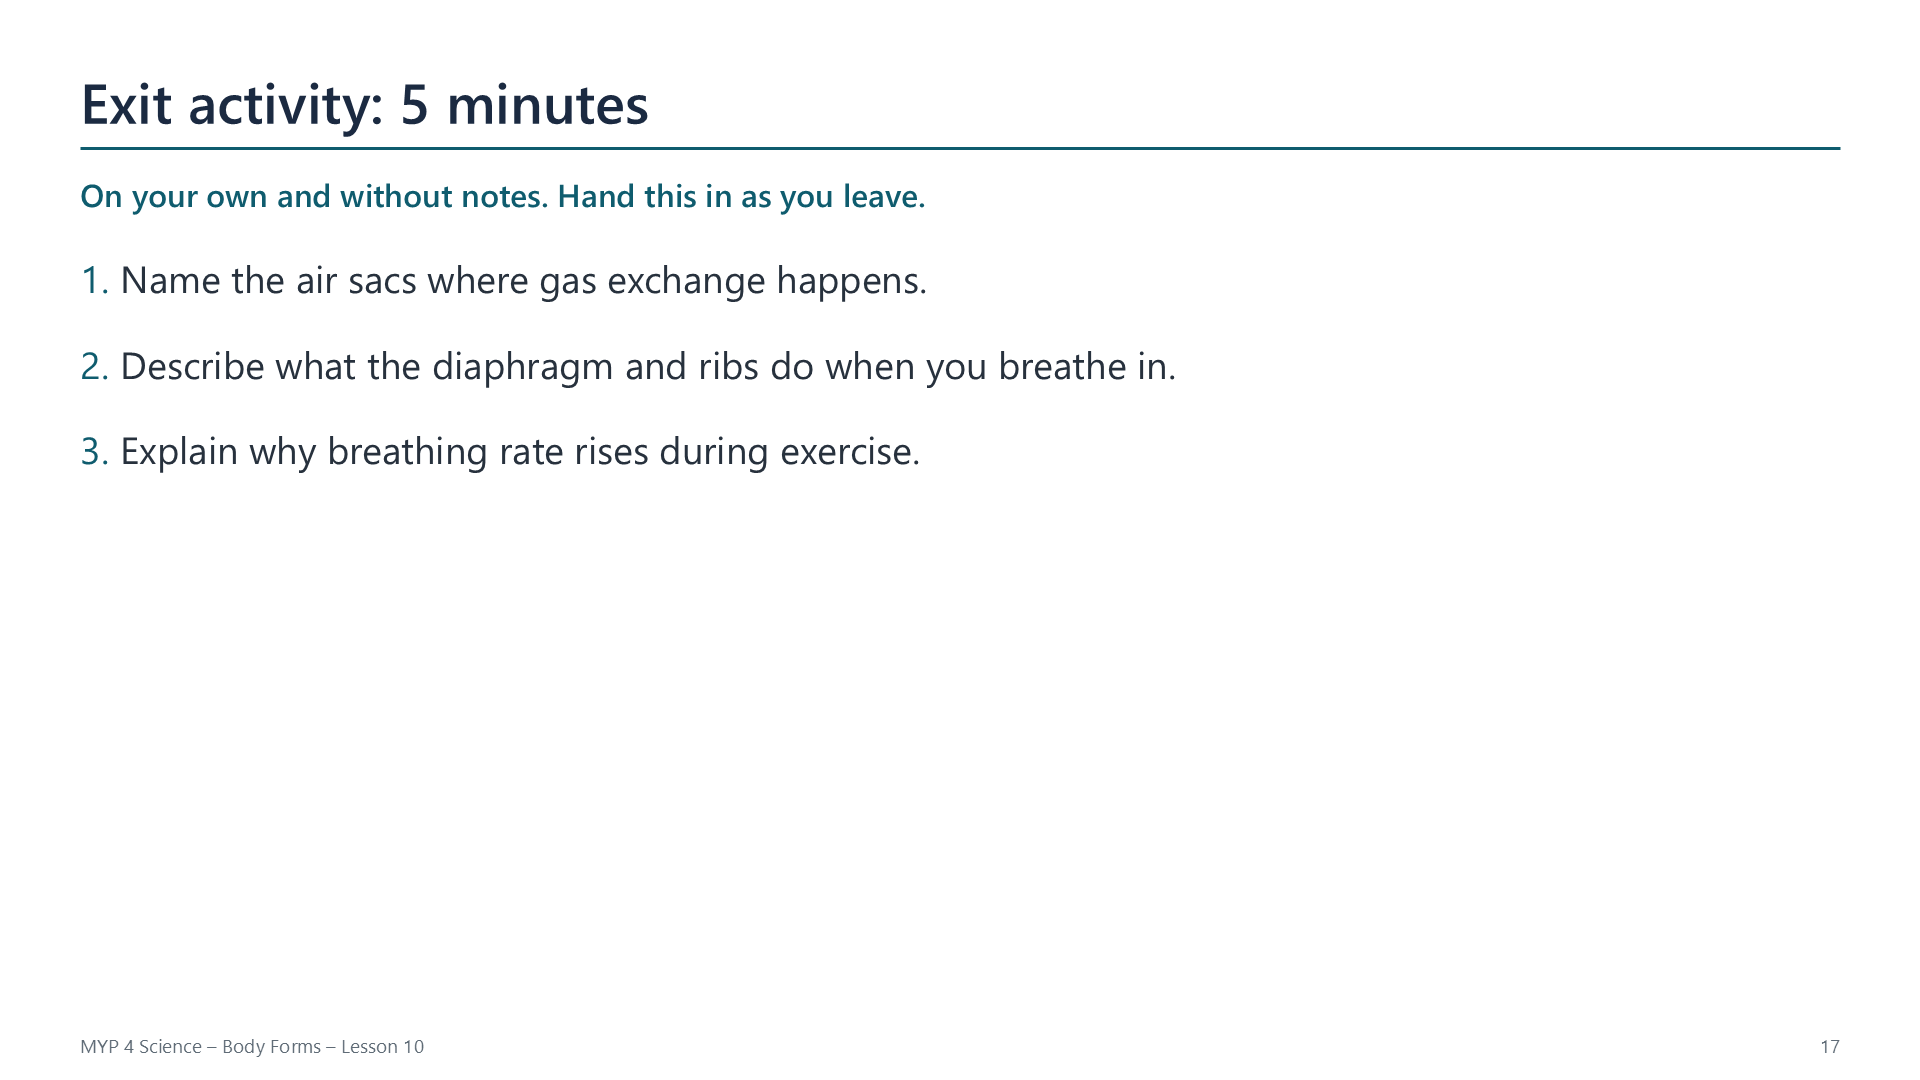 Exit activity: 5 minutes
On your own and without notes. Hand this in as you leave.
1. Name the air sacs where gas exchange happens.
2. Describe what the diaphragm and ribs do when you breathe in.
3. Explain why breathing rate rises during exercise.
MYP 4 Science – Body Forms – Lesson 10
17